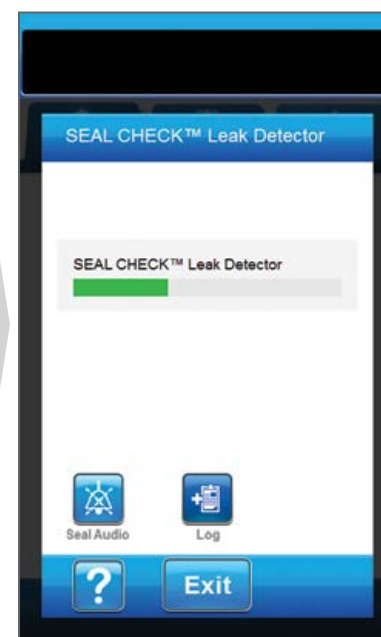 SEAL CHECK™ Leak Detector
SEAL CHECK™ Leak Detector
Seal Audio
Log
?
Exit